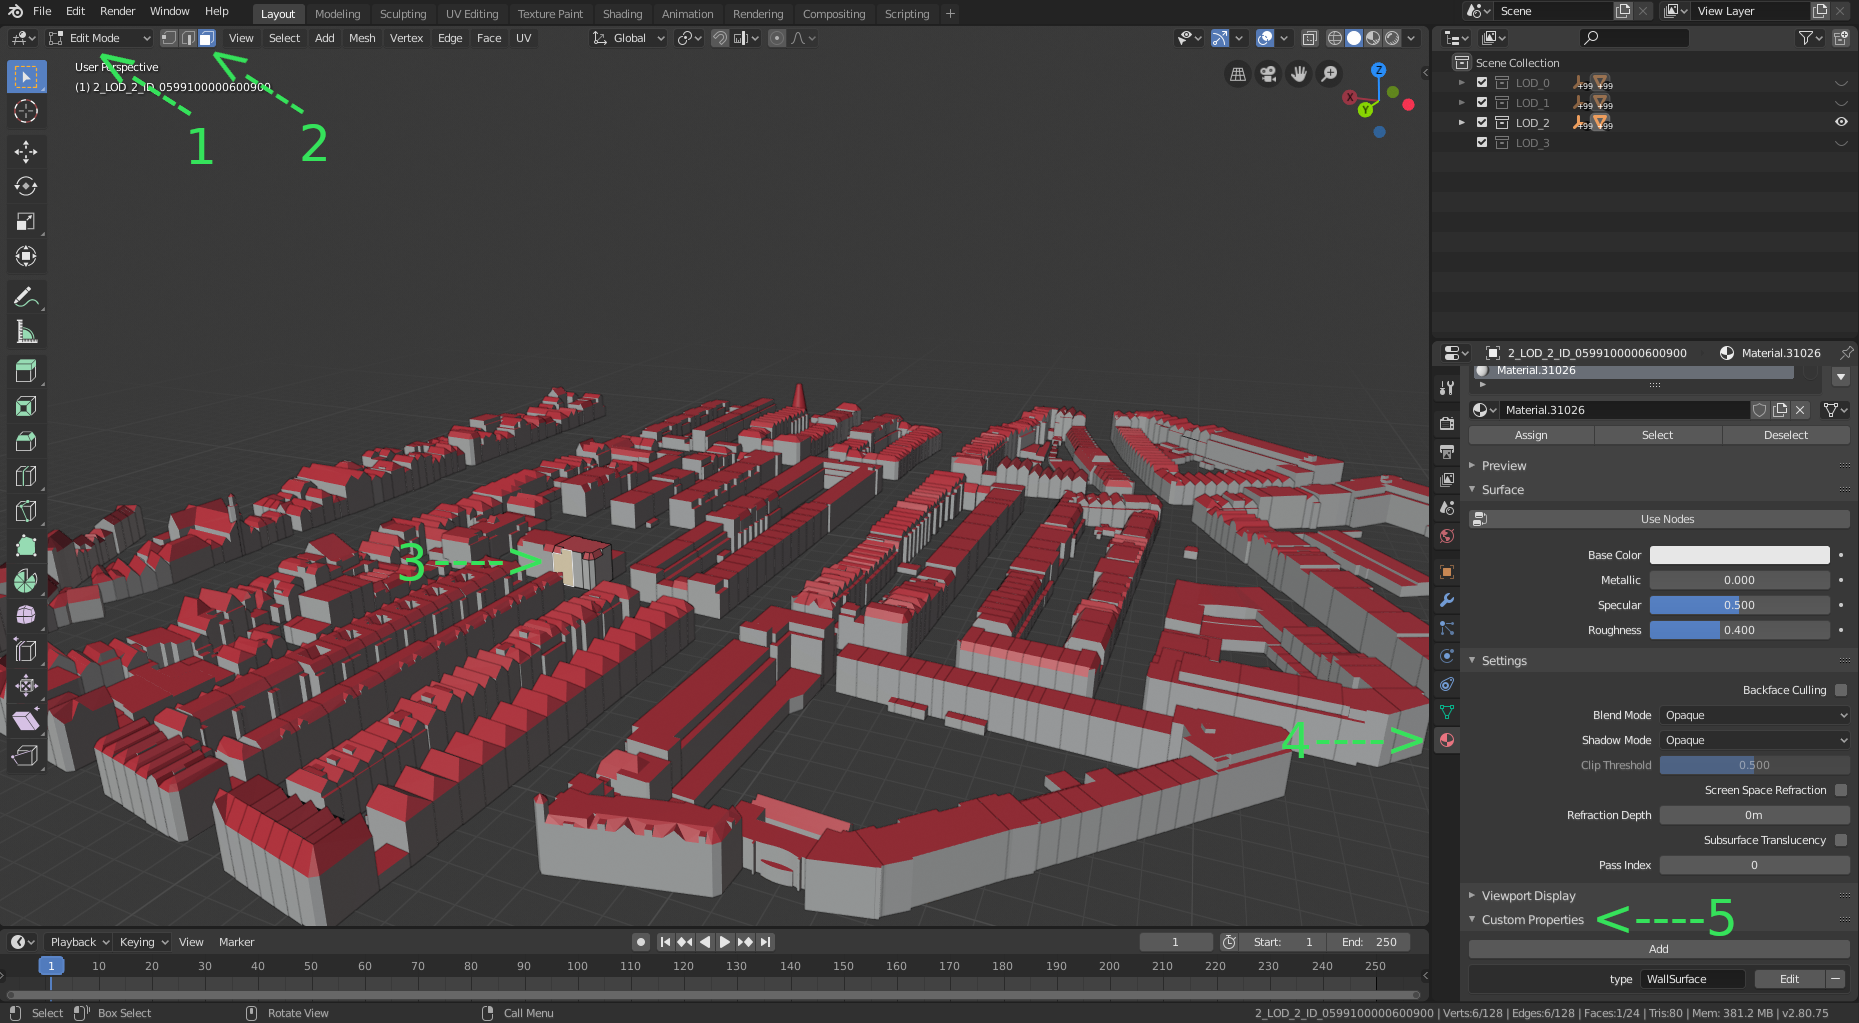 File Edit Render Window Help Layout Modeling Sculpting UV Editing Texture Paint Shading Animation Rendering Compositing Scripting + Scene View Layer
Edit Mode View Select Add Mesh Vertex Edge Face UV Global
User Perspective
(1) 2_LOD_2_ID_0599100000600900
1
2
3
4
5
X
Y
Z
Scene Collection
LOD_0 +99 +99
LOD_1 +99 +99
LOD_2 +99 +99
LOD_3
2_LOD_2_ID_0599100000600900 Material.31026
Material.31026
Material.31026
Assign Select Deselect
Preview
Surface
Use Nodes
Base Color
Metallic 0.000
Specular 0.500
Roughness 0.400
Settings
Backface Culling
Blend Mode Opaque
Shadow Mode Opaque
Clip Threshold 0.500
Screen Space Refraction
Refraction Depth 0m
Subsurface Translucency
Pass Index 0
Viewport Display
Custom Properties
Add
type WallSurface Edit
Playback Keying View Marker 1 Start: 1 End: 250
1 10 20 30 40 50 60 70 80 90 100 110 120 130 140 150 160 170 180 190 200 210 220 230 240 250
Select Box Select Rotate View Call Menu 2_LOD_2_ID_0599100000600900 | Verts:6/128 | Edges:6/128 | Faces:1/24 | Tris:80 | Mem: 381.2 MB | v2.80.75